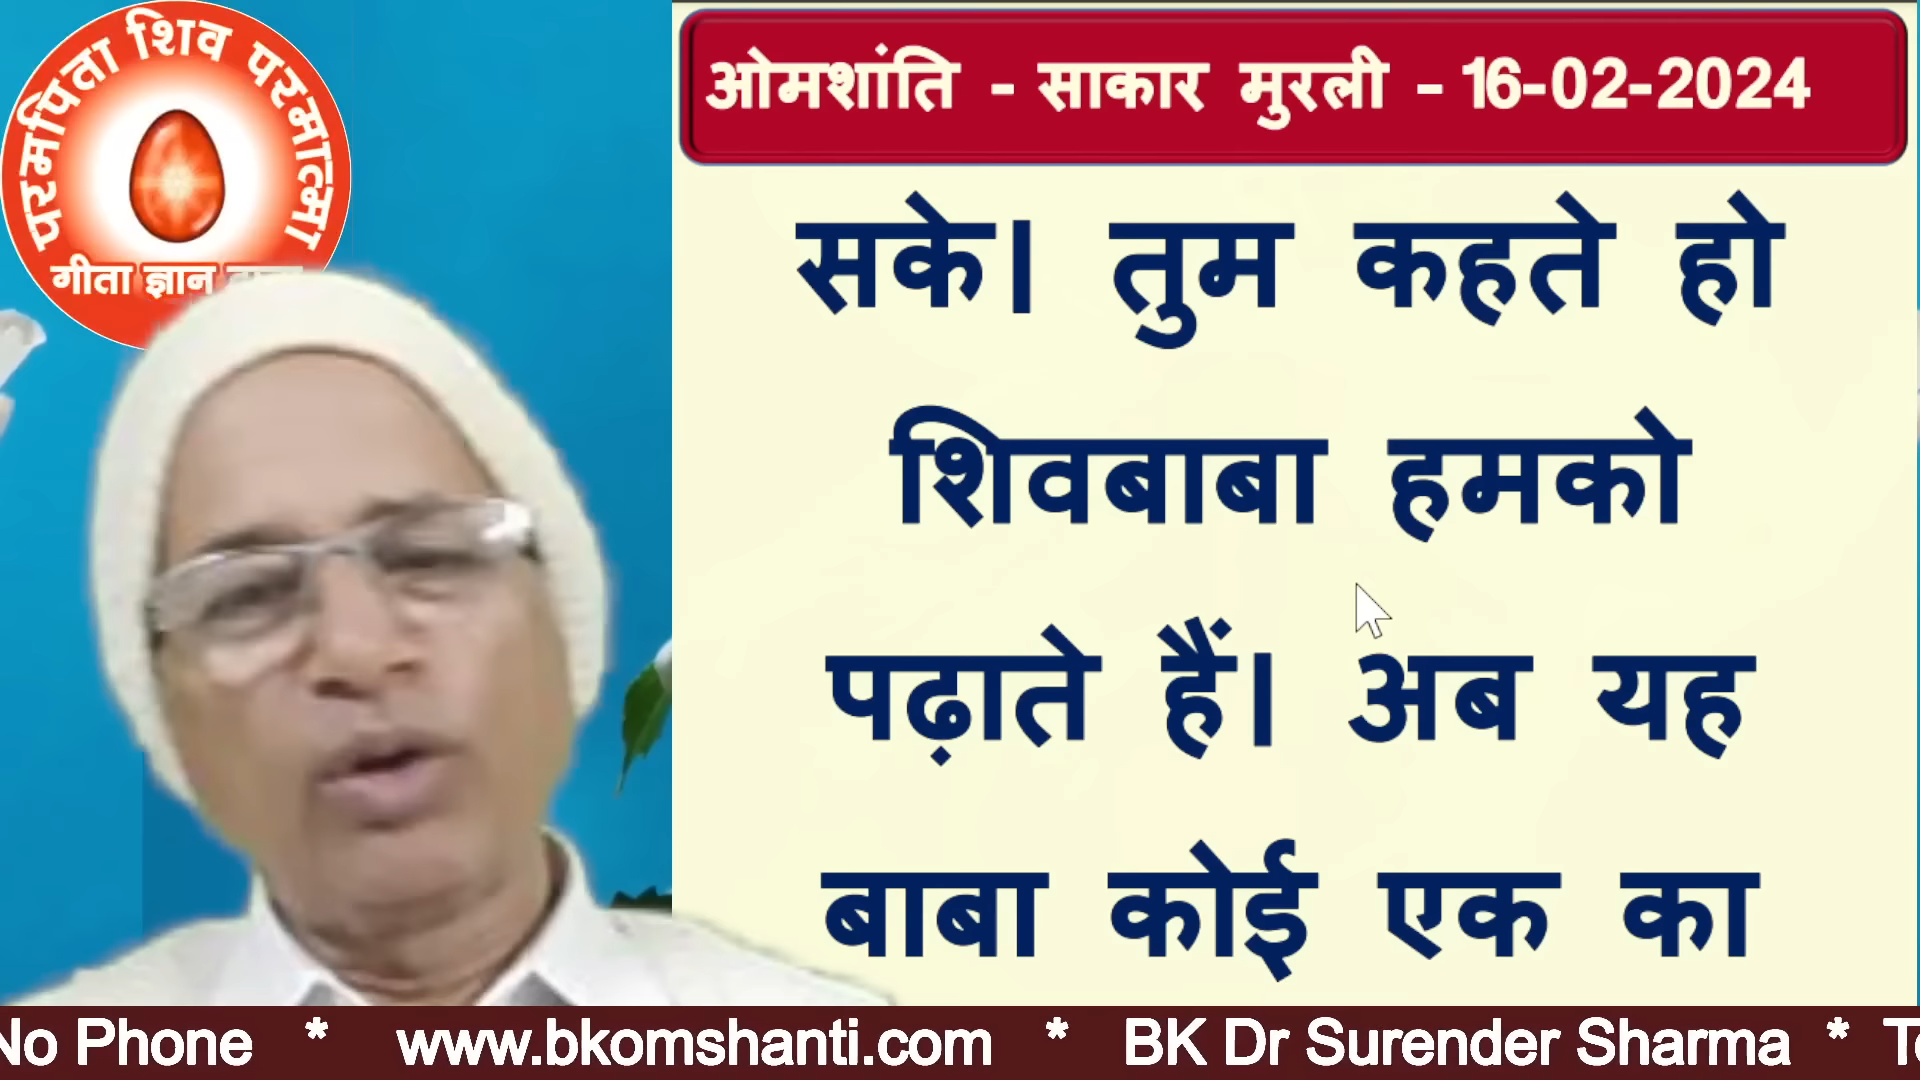 परमपिता शिव परमात्मा
गीता ज्ञान
ओमशांति - साकार मुरली - 16-02-2024
सके। तुम कहते हो
शिवबाबा हमको
पढ़ाते हैं। अब यह
बाबा कोई एक का
No Phone * www.bkomshanti.com * BK Dr Surender Sharma *